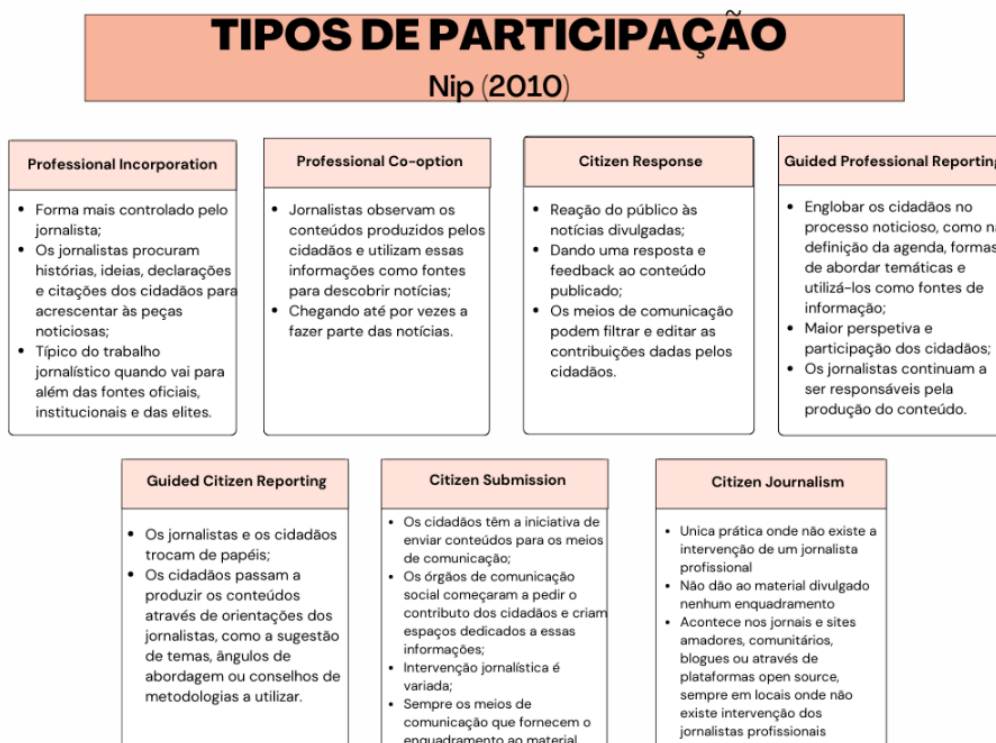 TIPOS DE PARTICIPAÇÃO
Nip (2010)
Professional Incorporation
• Forma mais controlado pelo
jornalista;
• Os jornalistas procuram
histórias, ideias, declarações
e citações dos cidadãos para
acrescentar às peças
noticiosas;
• Típico do trabalho
jornalístico quando vai para
além das fontes oficiais,
institucionais e das elites.
Professional Co-option
• Jornalistas observam os
conteúdos produzidos pelos
cidadãos e utilizam essas
informações como fontes
para descobrir notícias;
• Chegando até por vezes a
fazer parte das notícias.
Citizen Response
• Reação do público às
notícias divulgadas;
• Dando uma resposta e
feedback ao conteúdo
publicado;
• Os meios de comunicação
podem filtrar e editar as
contribuições dadas pelos
cidadãos.
Guided Professional Reporting
• Englobar os cidadãos no
processo noticioso, como na
definição da agenda, formas
de abordar temáticas e
utilizá-los como fontes de
informação;
• Maior perspetiva e
participação dos cidadãos;
• Os jornalistas continuam a
ser responsáveis pela
produção do conteúdo.
Guided Citizen Reporting
• Os jornalistas e os cidadãos
trocam de papéis;
• Os cidadãos passam a
produzir os conteúdos
através de orientações dos
jornalistas, como a sugestão
de temas, ângulos de
abordagem ou conselhos de
metodologias a utilizar.
Citizen Submission
• Os cidadãos têm a iniciativa de
enviar conteúdos para os meios
de comunicação;
• Os órgãos de comunicação
social começaram a pedir o
contributo dos cidadãos e criam
espaços dedicados a essas
informações;
• Intervenção jornalística é
variada;
• Sempre os meios de
comunicação que fornecem o
enquadramento ao material.
Citizen Journalism
• Unica prática onde não existe a
intervenção de um jornalista
profissional
• Não dão ao material divulgado
nenhum enquadramento
• Acontece nos jornais e sites
amadores, comunitários,
blogues ou através de
plataformas open source,
sempre em locais onde não
existe intervenção dos
jornalistas profissionais